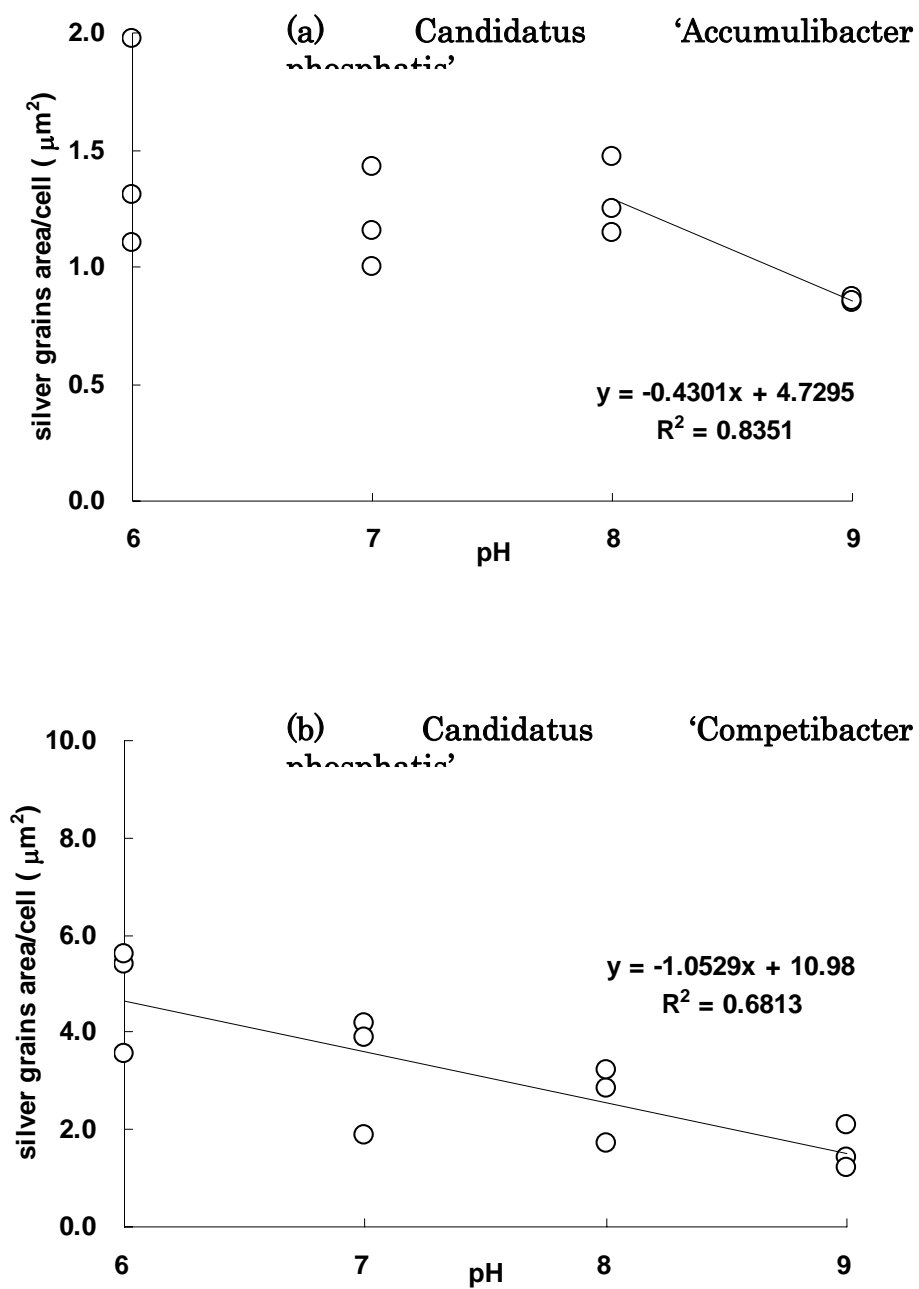 (a) Candidatus ‘Accumulibacter
phosphatis’
silver grains area/cell ( μm²)
2.0
1.5
1.0
0.5
0.0
y = -0.4301x + 4.7295
R² = 0.8351
6 7 8 9
pH
(b) Candidatus ‘Competibacter
phosphatis’
silver grains area/cell ( μm²)
10.0
8.0
6.0
4.0
2.0
0.0
y = -1.0529x + 10.98
R² = 0.6813
6 7 8 9
pH